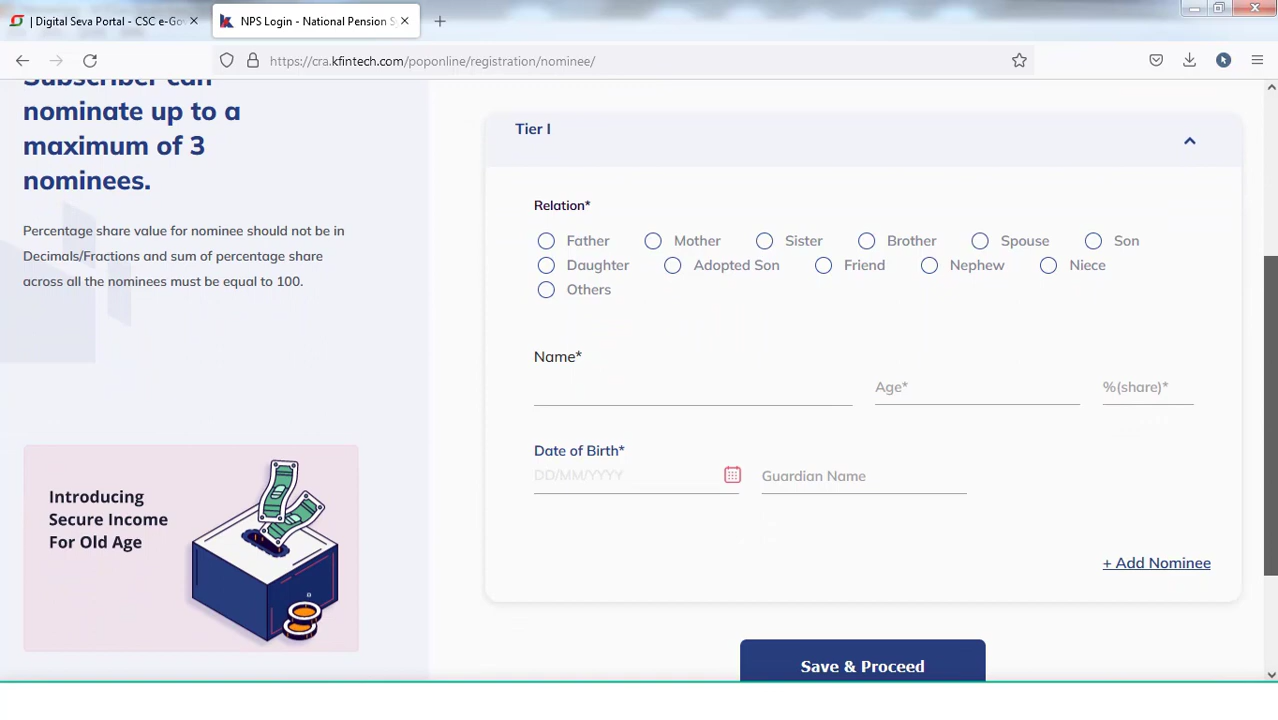 | Digital Seva Portal - CSC e-Gov
NPS Login - National Pension S
https://cra.kfintech.com/poponline/registration/nominee/
Subscriber can
nominate up to a
maximum of 3
nominees.
Percentage share value for nominee should not be in
Decimals/Fractions and sum of percentage share
across all the nominees must be equal to 100.
Introducing
Secure Income
For Old Age
Tier I
Relation*
Father Mother Sister Brother Spouse Son
Daughter Adopted Son Friend Nephew Niece
Others
Name*
Age* %(share)*
Date of Birth*
DD/MM/YYYY Guardian Name
+ Add Nominee
Save & Proceed